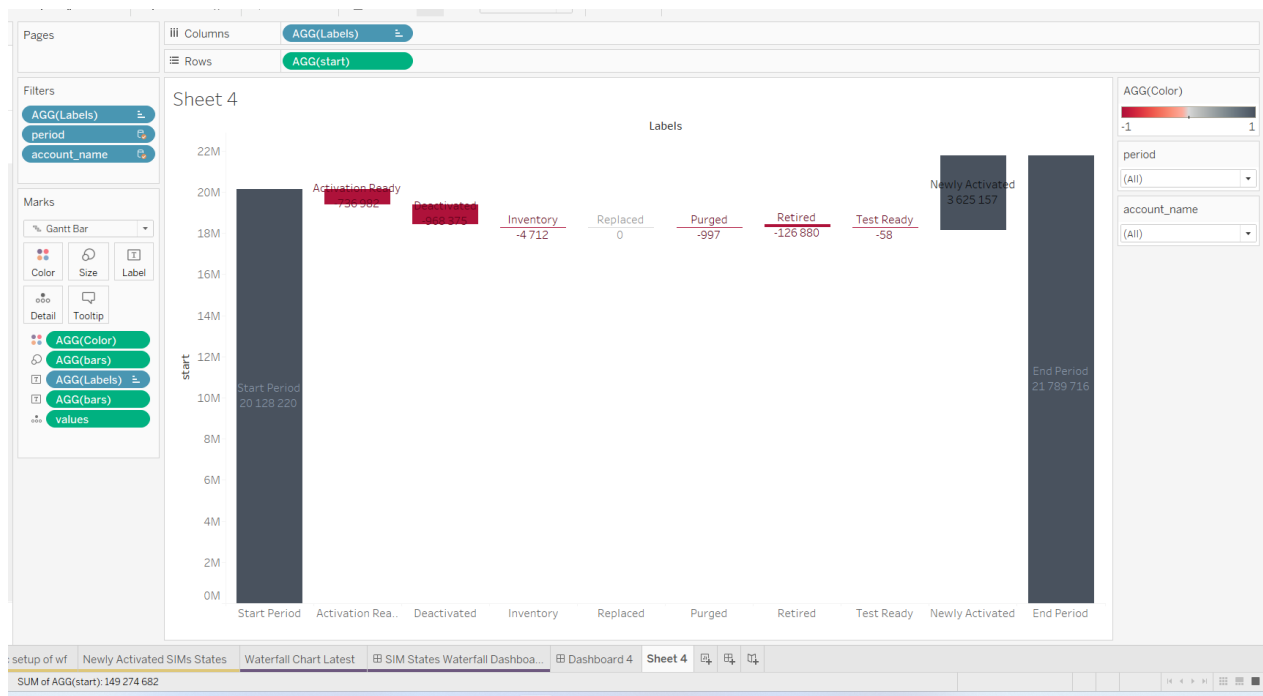 Pages
Columns
AGG(Labels)
Rows
AGG(start)
Filters
AGG(Labels)
period
account_name
Marks
Gantt Bar
Color
Size
Label
Detail
Tooltip
AGG(Color)
AGG(bars)
AGG(Labels)
AGG(bars)
values
Sheet 4
Labels
start
22M
20M
18M
16M
14M
12M
10M
8M
6M
4M
2M
0M
Start Period
20 128 220
Activation Ready
-736 982
Deactivated
-968 375
Inventory
-4 712
Replaced
0
Purged
-997
Retired
-126 880
Test Ready
-58
Newly Activated
3 625 157
End Period
21 789 716
Start Period
Activation Rea..
Deactivated
Inventory
Replaced
Purged
Retired
Test Ready
Newly Activated
End Period
AGG(Color)
-1 1
period
(All)
account_name
(All)
setup of wf
Newly Activated SIMs States
Waterfall Chart Latest
SIM States Waterfall Dashboa...
Dashboard 4
Sheet 4
SUM of AGG(start): 149 274 682